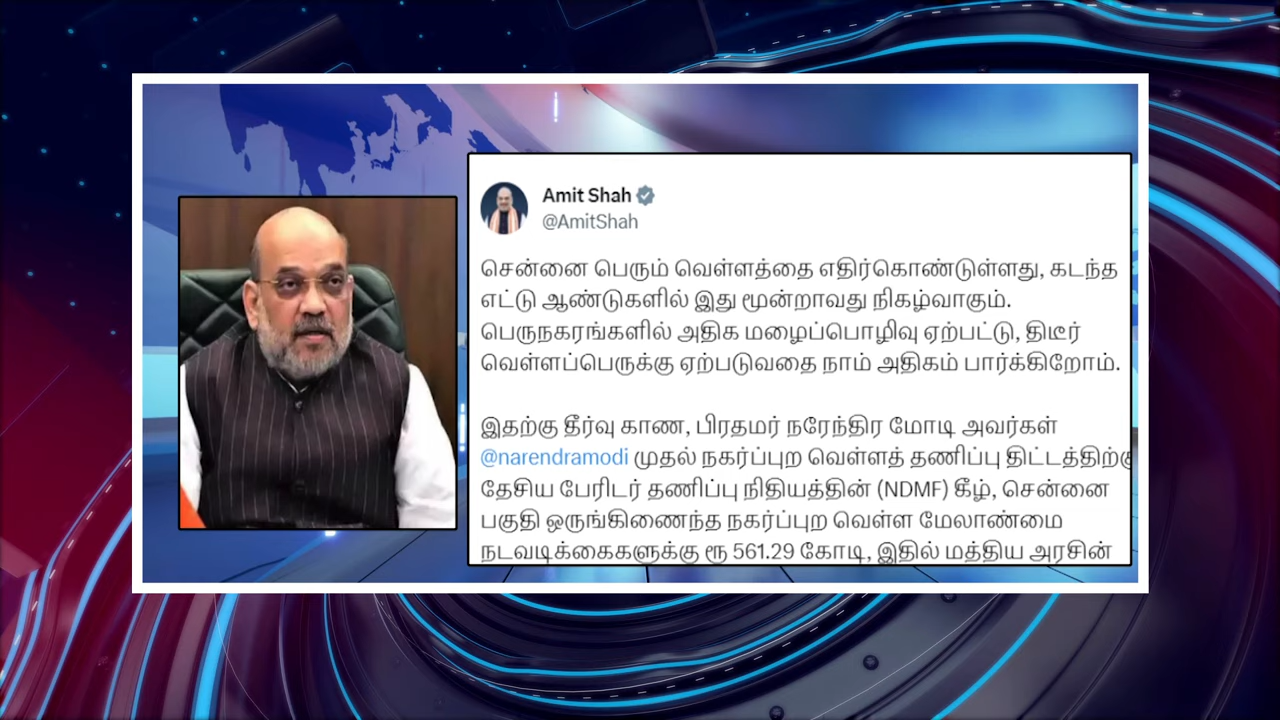 Amit Shah
@AmitShah
சென்னை பெரும் வெள்ளத்தை எதிர்கொண்டுள்ளது, கடந்த
எட்டு ஆண்டுகளில் இது மூன்றாவது நிகழ்வாகும்.
பெருநகரங்களில் அதிக மழைப்பொழிவு ஏற்பட்டு, திடீர்
வெள்ளப்பெருக்கு ஏற்படுவதை நாம் அதிகம் பார்க்கிறோம்.
இதற்கு தீர்வு காண, பிரதமர் நரேந்திர மோடி அவர்கள்
@narendramodi முதல் நகர்ப்புற வெள்ளத் தணிப்பு திட்டத்திற்கு
தேசிய பேரிடர் தணிப்பு நிதியத்தின் (NDMF) கீழ், சென்னை
பகுதி ஒருங்கிணைந்த நகர்ப்புற வெள்ள மேலாண்மை
நடவடிக்கைகளுக்கு ரூ 561.29 கோடி, இதில் மத்திய அரசின்